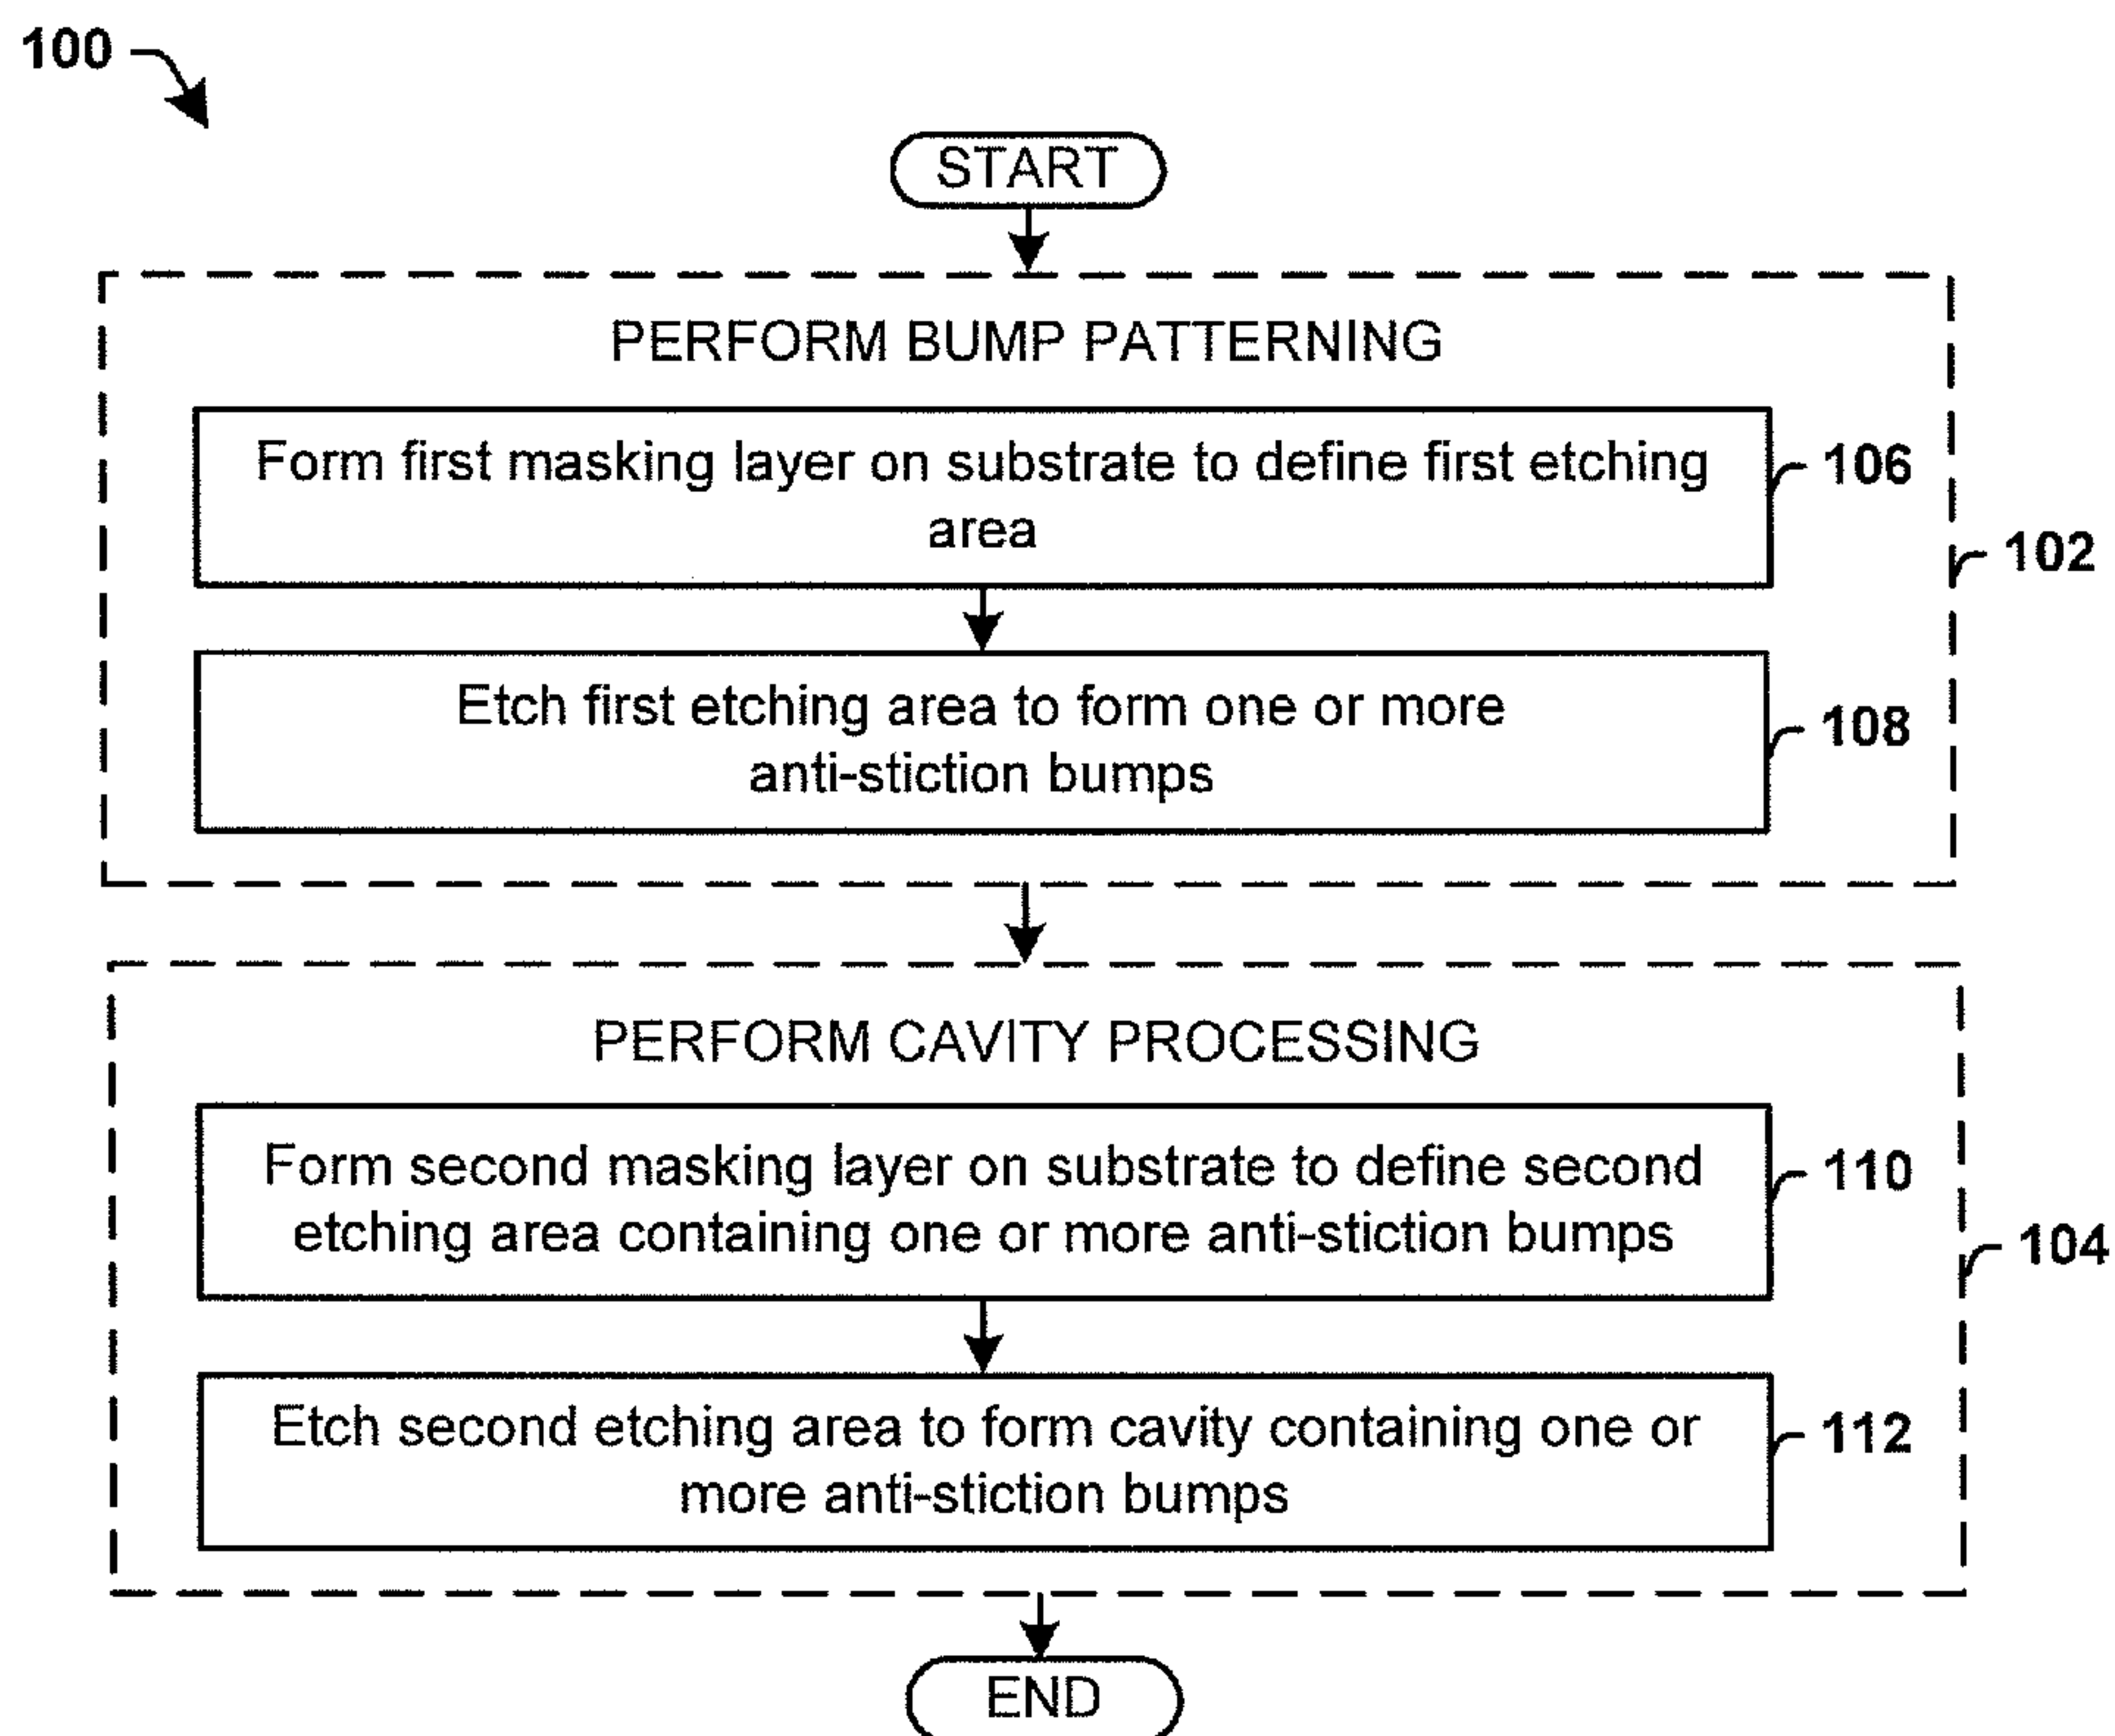 100
START
PERFORM BUMP PATTERNING
Form first masking layer on substrate to define first etching
area
106
102
Etch first etching area to form one or more
anti-stiction bumps
108
PERFORM CAVITY PROCESSING
Form second masking layer on substrate to define second
etching area containing one or more anti-stiction bumps
110
104
Etch second etching area to form cavity containing one or
more anti-stiction bumps
112
END